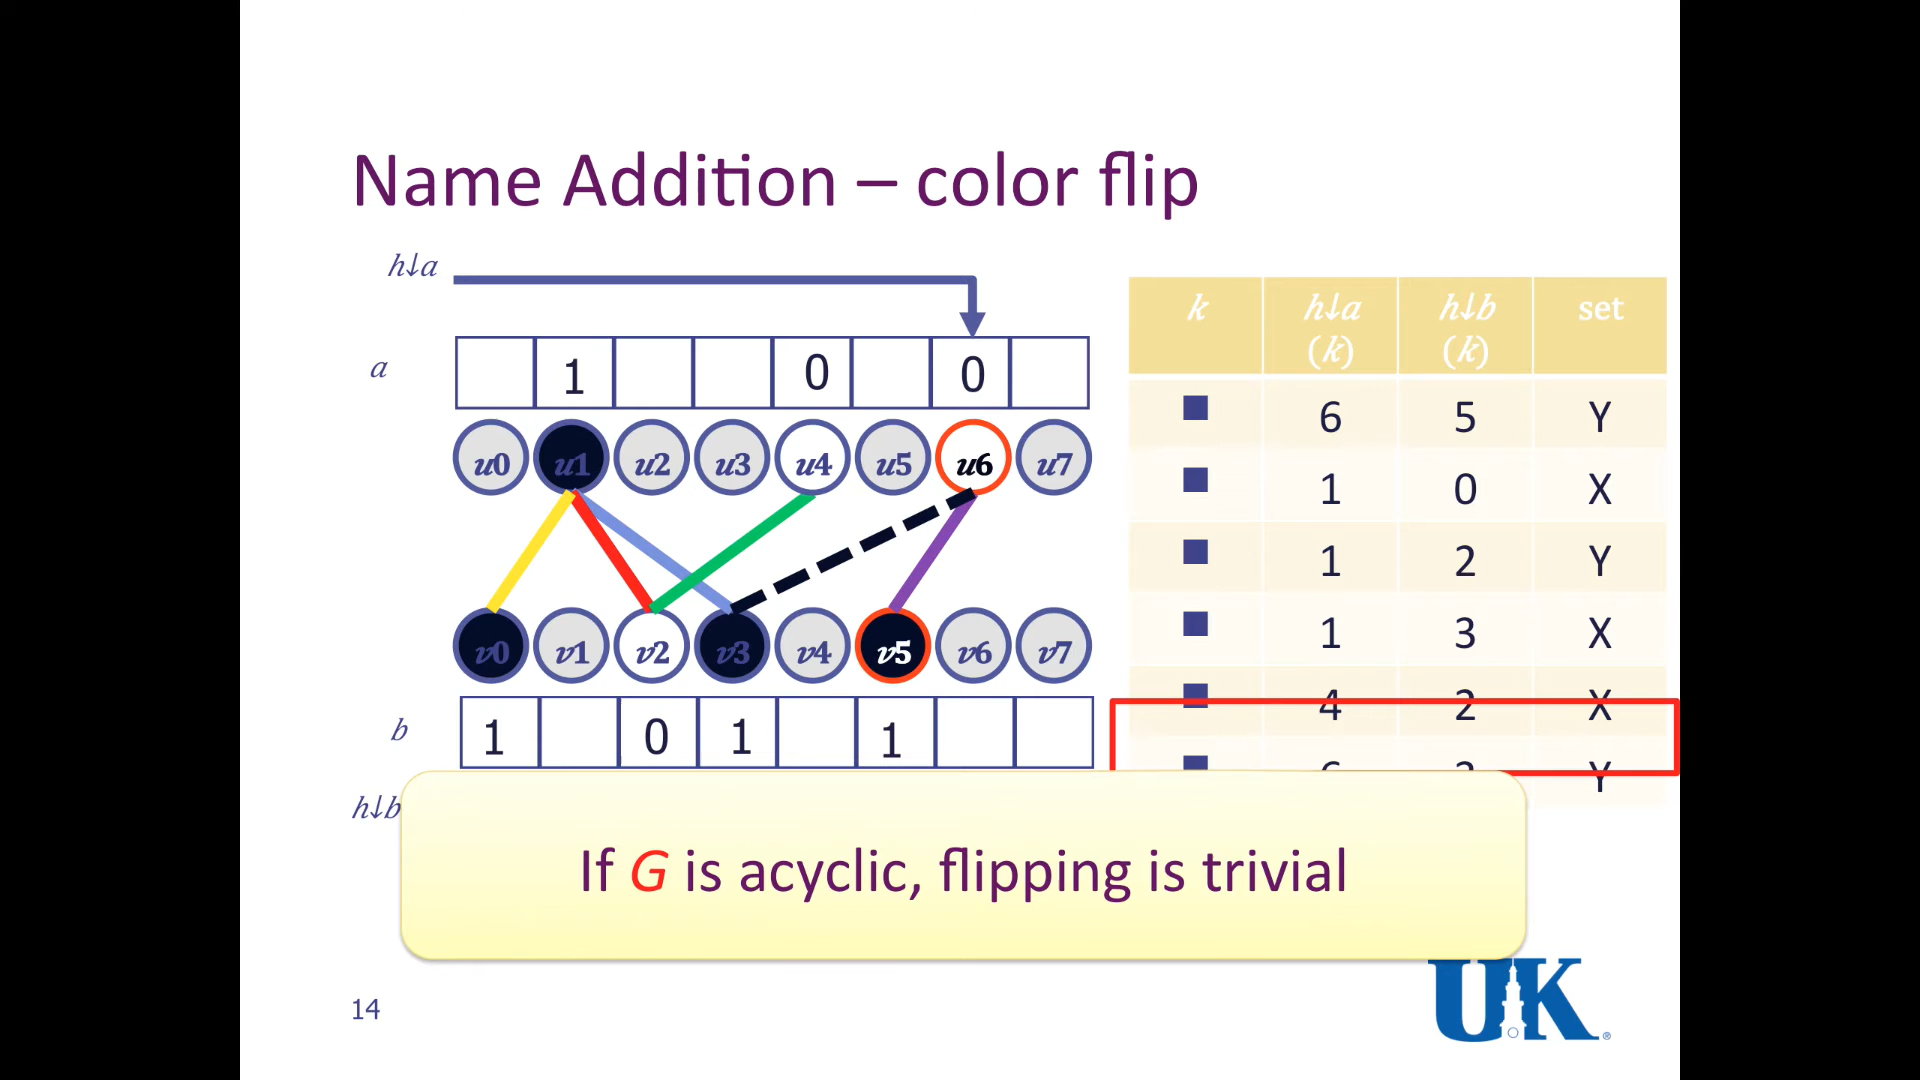 Name Addition – color flip
h↓a
a
1 0 0
u0 u1 u2 u3 u4 u5 u6 u7
v0 v1 v2 v3 v4 v5 v6 v7
b
1 0 1 1
h↓b
k h↓a (k) h↓b (k) set
6 5 Y
1 0 X
1 2 Y
1 3 X
4 2 X
Y
If G is acyclic, flipping is trivial
14
UK